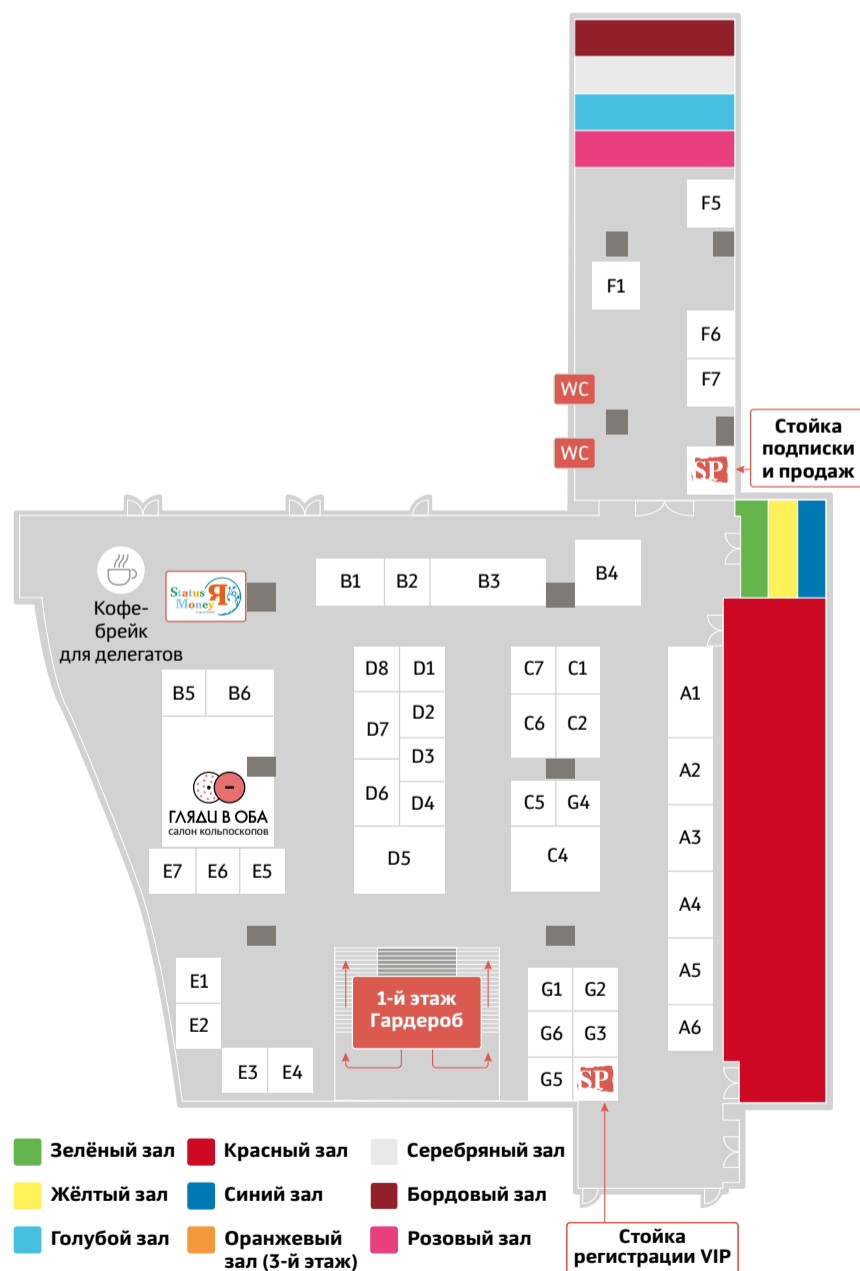 F5
F1
F6
F7
WC
WC
Стойка
подписки
и продаж
SP
Кофе-
брейк
для делегатов
Status
Money
Я
B1 B2 B3 B4
B5 B6
D8 D1
D7 D2
D3
D6 D4
D5
C7 C1
C6 C2
C5 G4
C4
A1
A2
A3
A4
A5
A6
ГЛЯДИ В ОБА
салон кольпоскопов
E7 E6 E5
E1
E2
E3 E4
1-й этаж
Гардероб
G1 G2
G6 G3
G5 SP
Зелёный зал
Красный зал
Серебряный зал
Жёлтый зал
Синий зал
Бордовый зал
Голубой зал
Оранжевый
зал (3-й этаж)
Розовый зал
Стойка
регистрации VIP